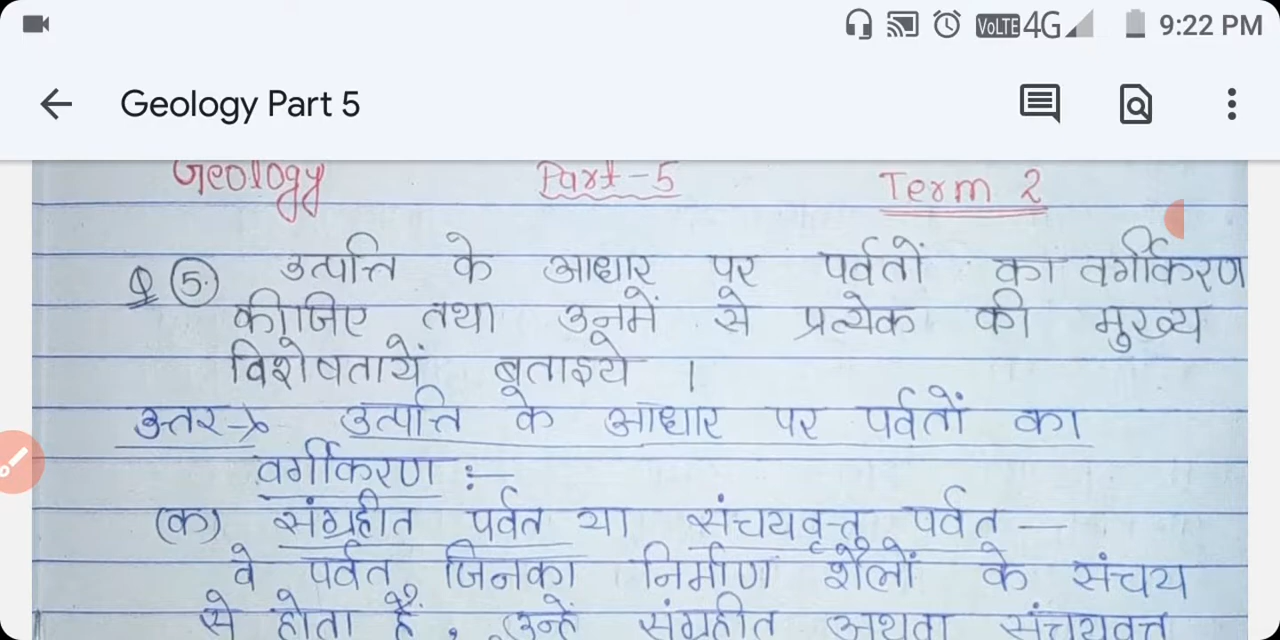 VoLTE 4G 9:22 PM
Geology Part 5
Geology Part-5 Term 2
Q 5. उत्पत्ति के आधार पर पर्वतों का वर्गीकरण
कीजिए तथा उनमें से प्रत्येक की मुख्य
विशेषतायें बताइये ।
उत्तर→ उत्पत्ति के आधार पर पर्वतों का
वर्गीकरण :—
(क) संग्रहीत पर्वत या संचयवृत्त पर्वत —
वे पर्वत जिनका निर्माण शैलों के संचय
से होता है, उन्हें संग्रहीत अथवा संचयवृत्त